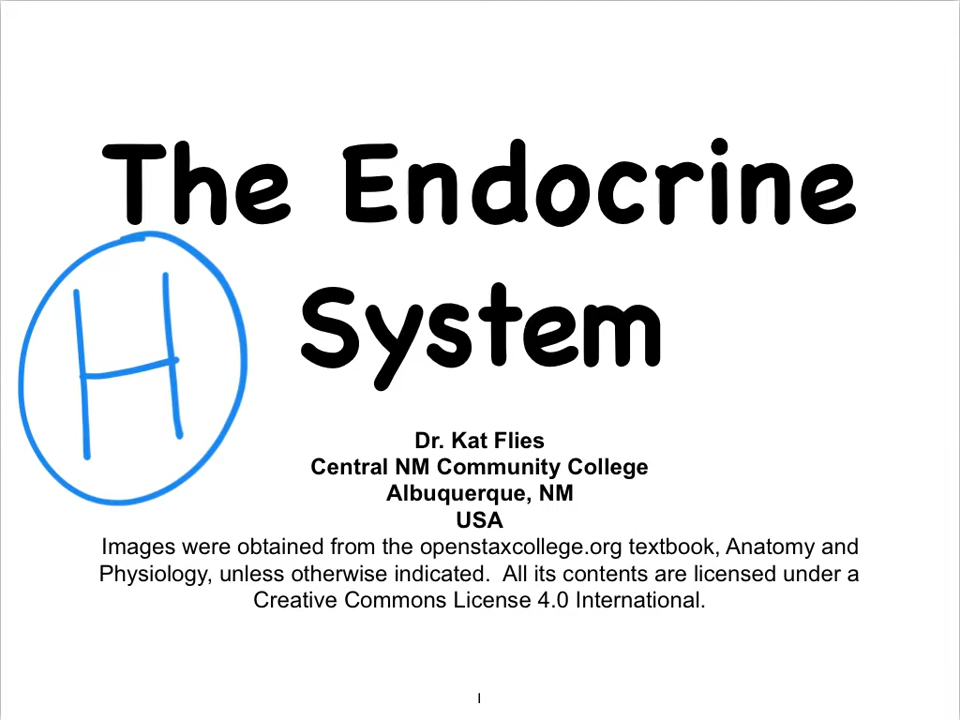 The Endocrine
System
H
Dr. Kat Flies
Central NM Community College
Albuquerque, NM
USA
Images were obtained from the openstaxcollege.org textbook, Anatomy and
Physiology, unless otherwise indicated.  All its contents are licensed under a
Creative Commons License 4.0 International.
1